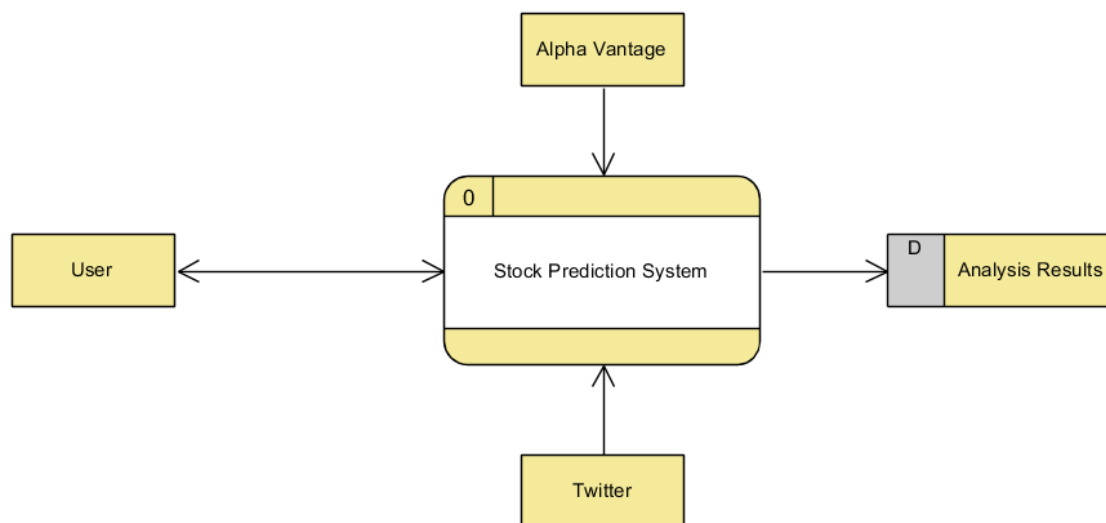 Alpha Vantage
0
User
Stock Prediction System
D
Analysis Results
Twitter